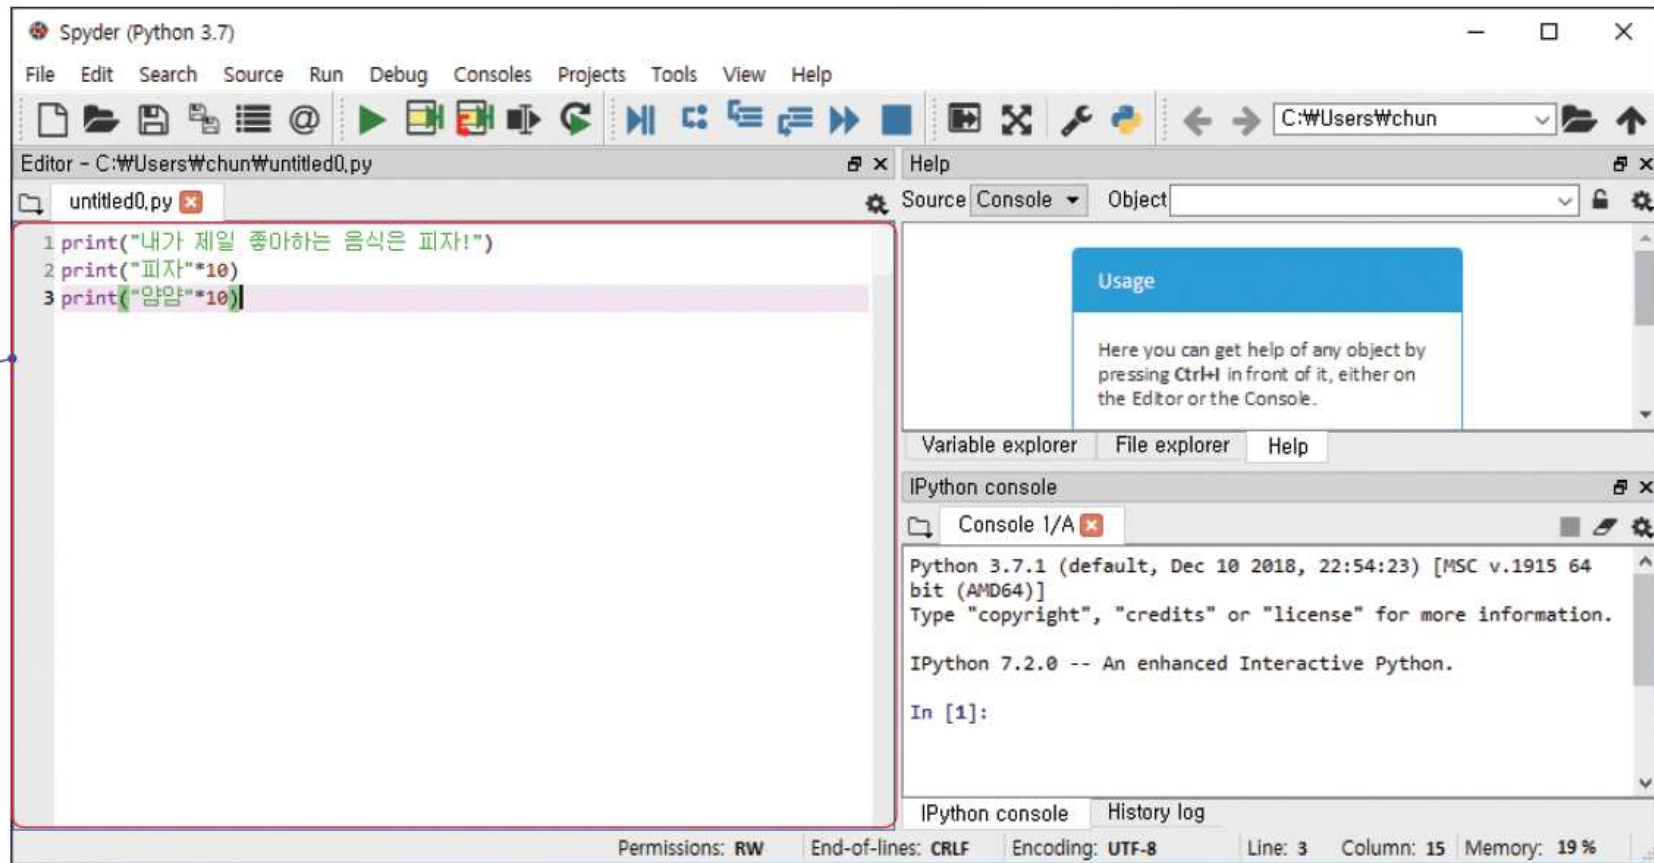 Spyder (Python 3.7)
File Edit Search Source Run Debug Consoles Projects Tools View Help
C:₩Users₩chun
Editor - C:₩Users₩chun₩untitled0.py
untitled0.py
1 print("내가 제일 좋아하는 음식은 피자!")
2 print("피자"*10)
3 print("얌얌"*10)
Help
Source Console Object
Usage
Here you can get help of any object by
pressing Ctrl+I in front of it, either on
the Editor or the Console.
Variable explorer File explorer Help
IPython console
Console 1/A
Python 3.7.1 (default, Dec 10 2018, 22:54:23) [MSC v.1915 64
bit (AMD64)]
Type "copyright", "credits" or "license" for more information.
IPython 7.2.0 -- An enhanced Interactive Python.
In [1]:
IPython console History log
Permissions: RW End-of-lines: CRLF Encoding: UTF-8 Line: 3 Column: 15 Memory: 19 %